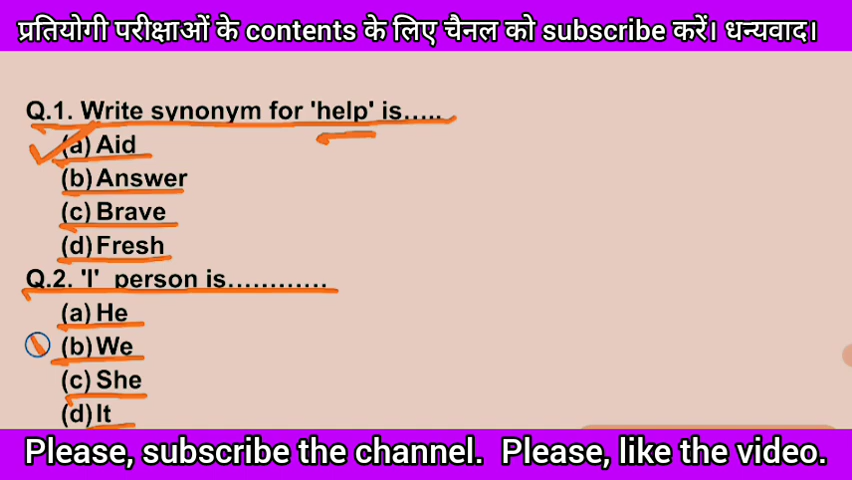 प्रतियोगी परीक्षाओं के contents के लिए चैनल को subscribe करें। धन्यवाद।
Q.1. Write synonym for 'help' is.....
(a) Aid
(b) Answer
(c) Brave
(d) Fresh
Q.2. 'I' person is............
(a) He
(b) We
(c) She
(d) It
Please, subscribe the channel. Please, like the video.